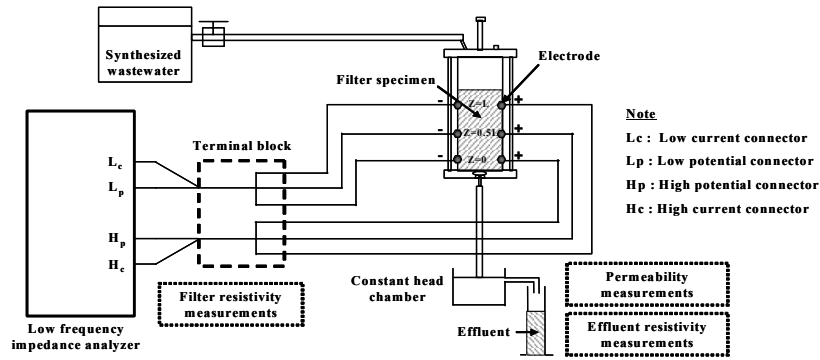 Synthesized
wastewater
Electrode
Filter specimen
- Z=L +
- Z=0.5L +
- Z=0 +
Note
Lc : Low current connector
Lp : Low potential connector
Hp : High potential connector
Hc : High current connector
Terminal block
Lc
Lp
Hp
Hc
Low frequency
impedance analyzer
Filter resistivity
measurements
Constant head
chamber
Effluent
Permeability
measurements
Effluent resistivity
measurements